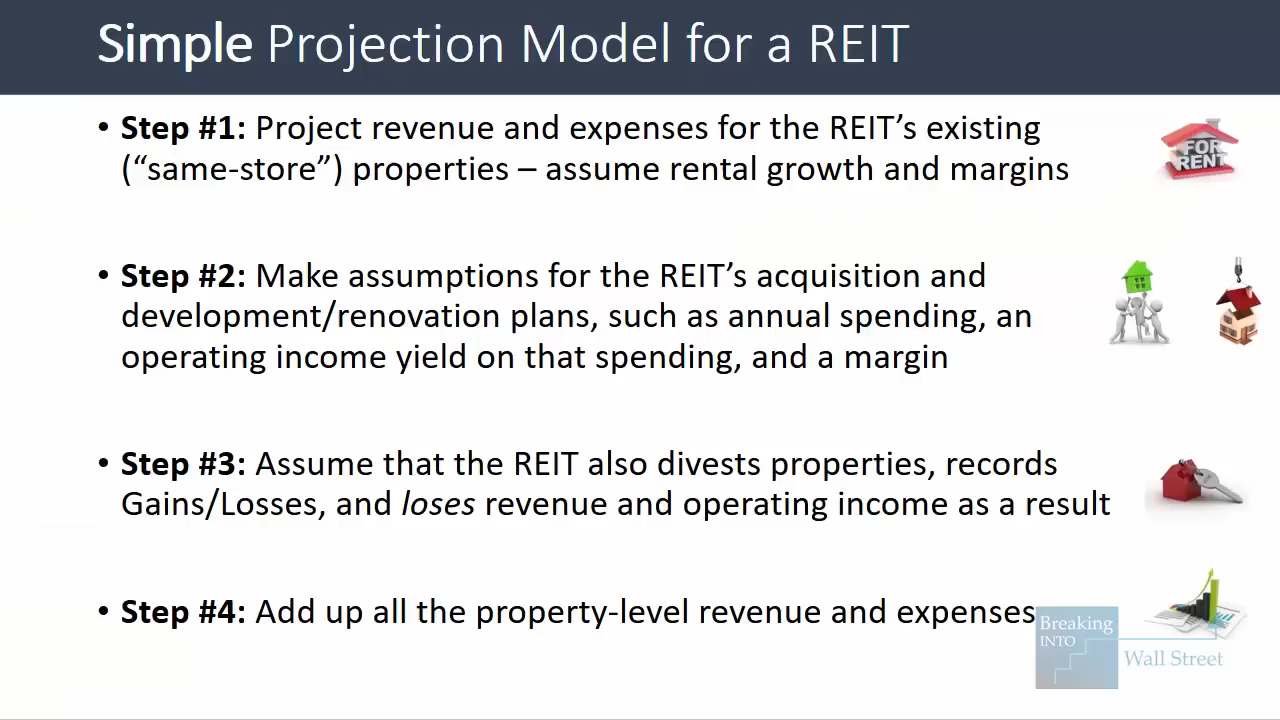 Simple Projection Model for a REIT
• Step #1: Project revenue and expenses for the REIT’s existing
(“same-store”) properties – assume rental growth and margins
FOR
RENT
• Step #2: Make assumptions for the REIT’s acquisition and
development/renovation plans, such as annual spending, an
operating income yield on that spending, and a margin
• Step #3: Assume that the REIT also divests properties, records
Gains/Losses, and loses revenue and operating income as a result
• Step #4: Add up all the property-level revenue and expenses
Breaking
INTO
Wall Street